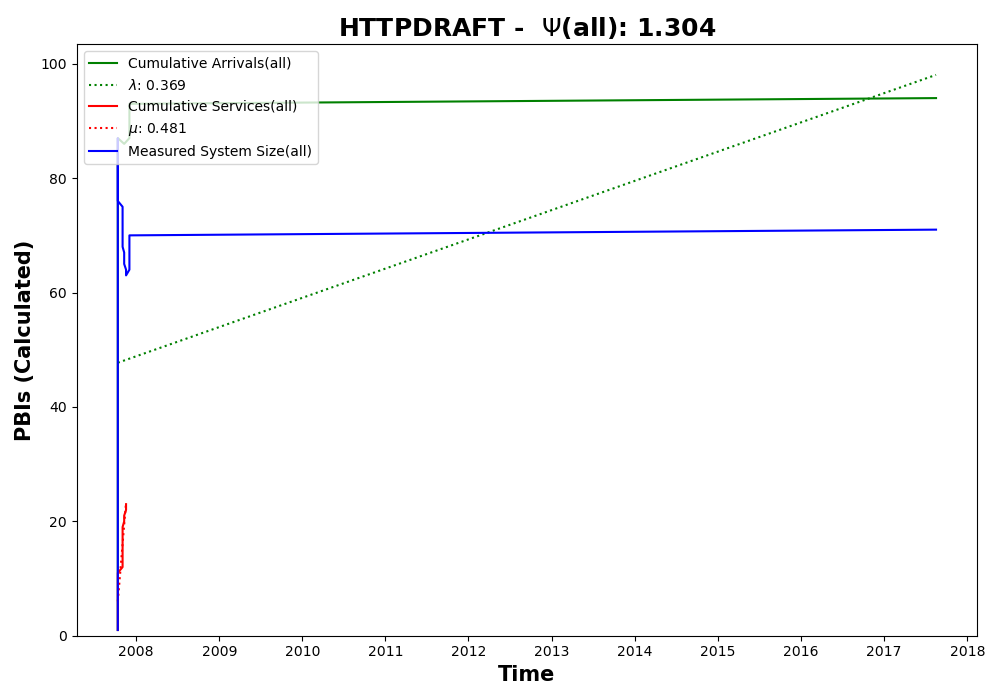 HTTPDRAFT - Ψ(all): 1.304
Cumulative Arrivals(all)
λ: 0.369
Cumulative Services(all)
μ: 0.481
Measured System Size(all)
PBIs (Calculated)
100
80
60
40
20
0
2008 2009 2010 2011 2012 2013 2014 2015 2016 2017 2018
Time